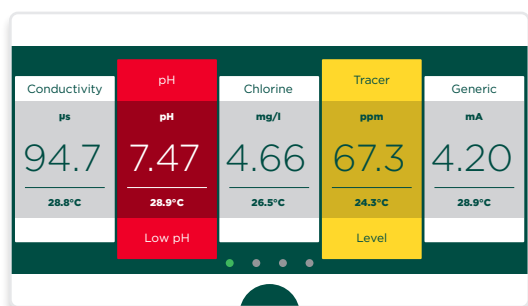 Conductivity
µs
94.7
28.8°C
pH
pH
7.47
28.9°C
Low pH
Chlorine
mg/l
4.66
26.5°C
Tracer
ppm
67.3
24.3°C
Level
Generic
mA
4.20
28.9°C